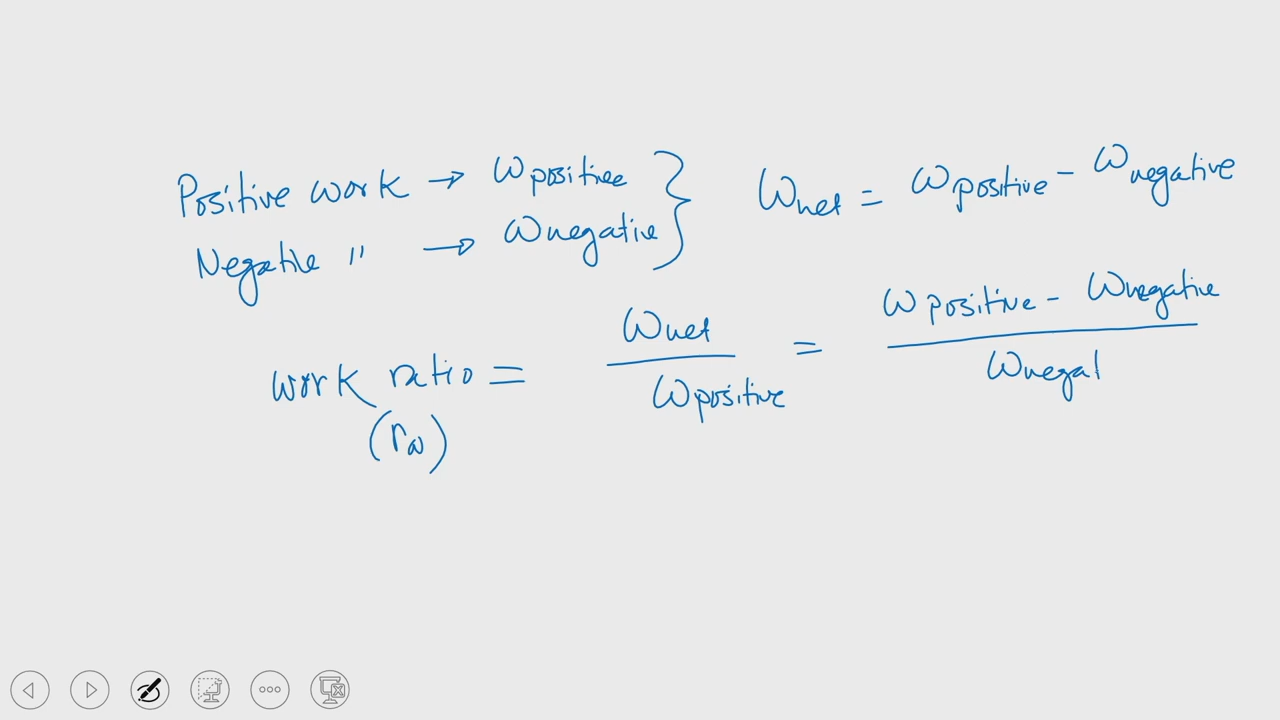 Positive work → Wpositive } Wnet = Wpositive - Wnegative
Negative " → Wnegative
work ratio = Wnet / Wpositive = Wpositive - Wnegative / Wnegat
(rw)